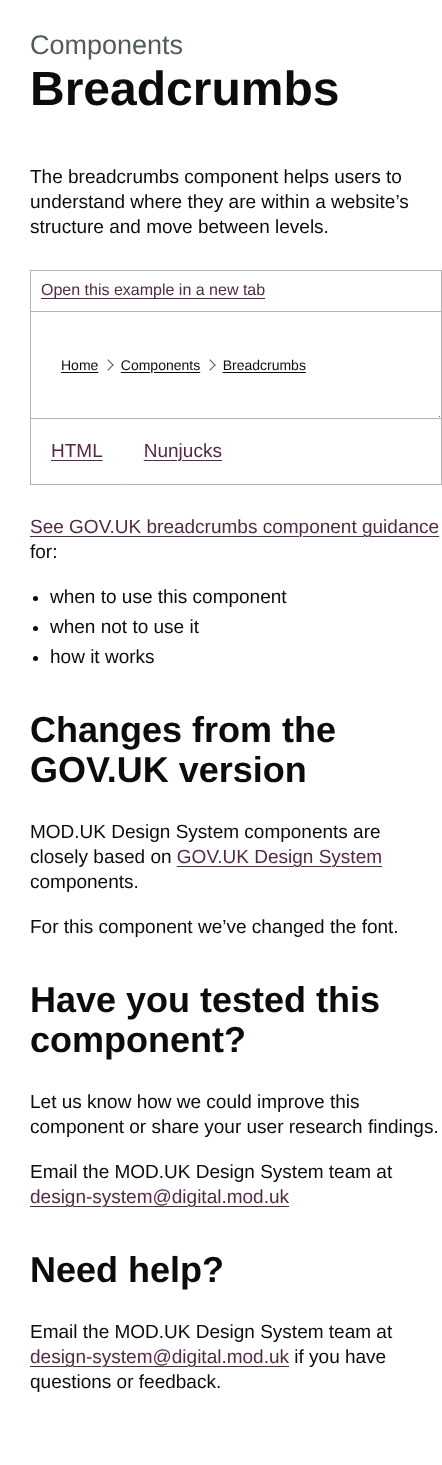 Components
Breadcrumbs
The breadcrumbs component helps users to
understand where they are within a website’s
structure and move between levels.
Open this example in a new tab
Home Components Breadcrumbs
HTML Nunjucks
See GOV.UK breadcrumbs component guidance
for:
• when to use this component
• when not to use it
• how it works
Changes from the
GOV.UK version
MOD.UK Design System components are
closely based on GOV.UK Design System
components.
For this component we’ve changed the font.
Have you tested this
component?
Let us know how we could improve this
component or share your user research findings.
Email the MOD.UK Design System team at
design-system@digital.mod.uk
Need help?
Email the MOD.UK Design System team at
design-system@digital.mod.uk if you have
questions or feedback.